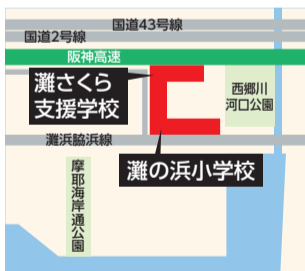 国道43号線
国道2号線
阪神高速
灘さくら
支援学校
西郷川
河口公園
灘浜脇浜線
灘の浜小学校
摩耶海岸通公園